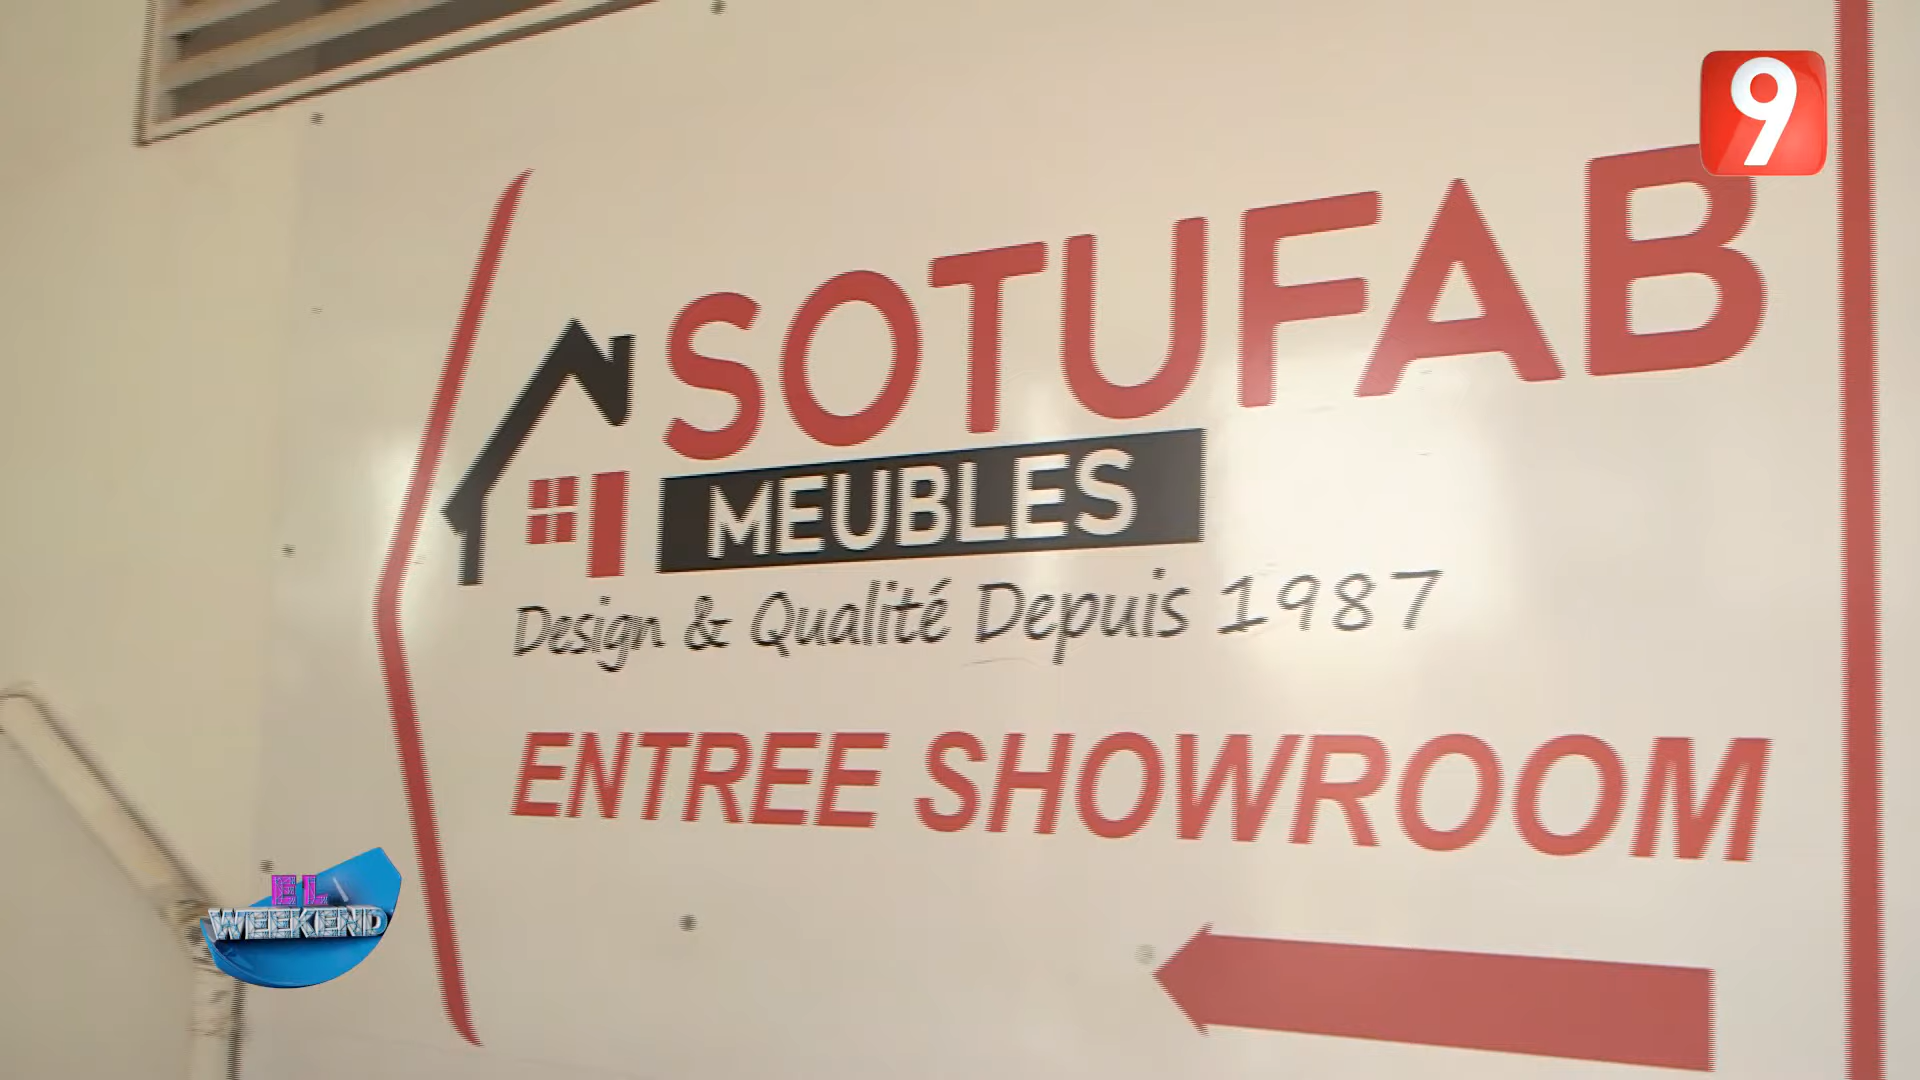 9
SOTUFAB
MEUBLES
Design & Qualité Depuis 1987
ENTREE SHOWROOM
EL
WEEKEND